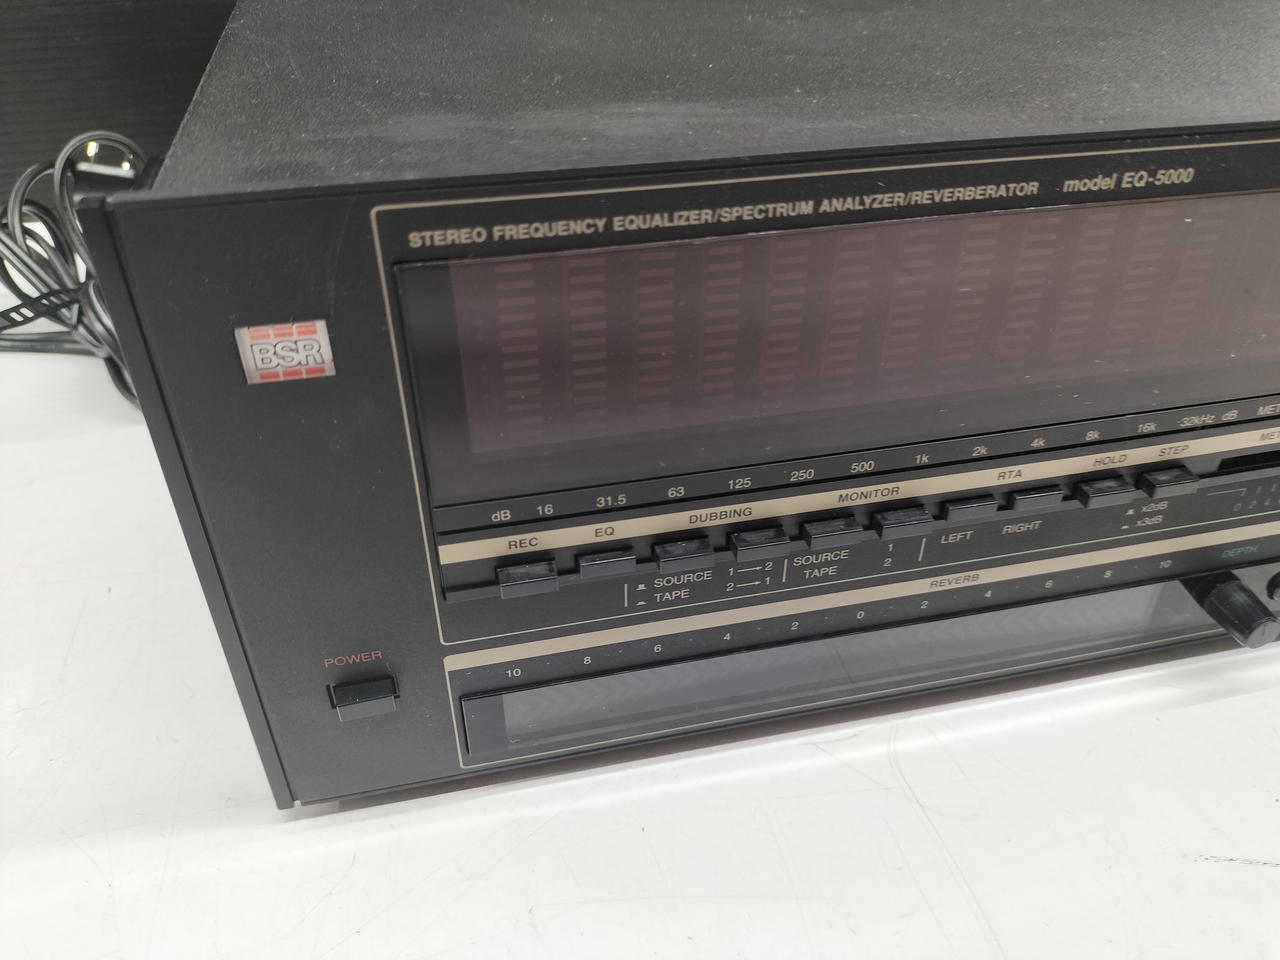 STEREO FREQUENCY EQUALIZER/SPECTRUM ANALYZER/REVERBERATOR model EQ-5000
BSR
dB 16 31.5 63 125 250 500 1k 2k 4k 8k 16k 32kHz dB
REC EQ DUBBING MONITOR RTA HOLD STEP
SOURCE 1→2 SOURCE 1 LEFT RIGHT x2dB
TAPE 2→1 TAPE 2 x3dB
0 2 4
REVERB DEPTH
POWER
10 8 6 4 2 0 2 4 6 8 10